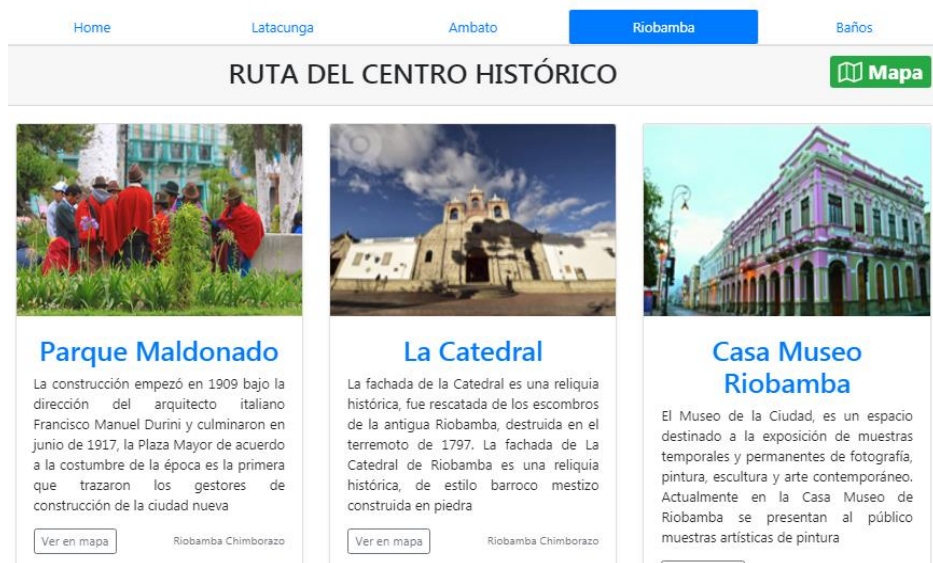 Home
Latacunga
Ambato
Riobamba
Baños
RUTA DEL CENTRO HISTÓRICO
Mapa
Parque Maldonado
La construcción empezó en 1909 bajo la
dirección del arquitecto italiano
Francisco Manuel Durini y culminaron en
junio de 1917, la Plaza Mayor de acuerdo
a la costumbre de la época es la primera
que trazaron los gestores de
construcción de la ciudad nueva
Ver en mapa
Riobamba Chimborazo
La Catedral
La fachada de la Catedral es una reliquia
histórica, fue rescatada de los escombros
de la antigua Riobamba, destruida en el
terremoto de 1797. La fachada de La
Catedral de Riobamba es una reliquia
histórica, de estilo barroco mestizo
construida en piedra
Ver en mapa
Riobamba Chimborazo
Casa Museo
Riobamba
El Museo de la Ciudad, es un espacio
destinado a la exposición de muestras
temporales y permanentes de fotografía,
pintura, escultura y arte contemporáneo.
Actualmente en la Casa Museo de
Riobamba se presentan al público
muestras artísticas de pintura